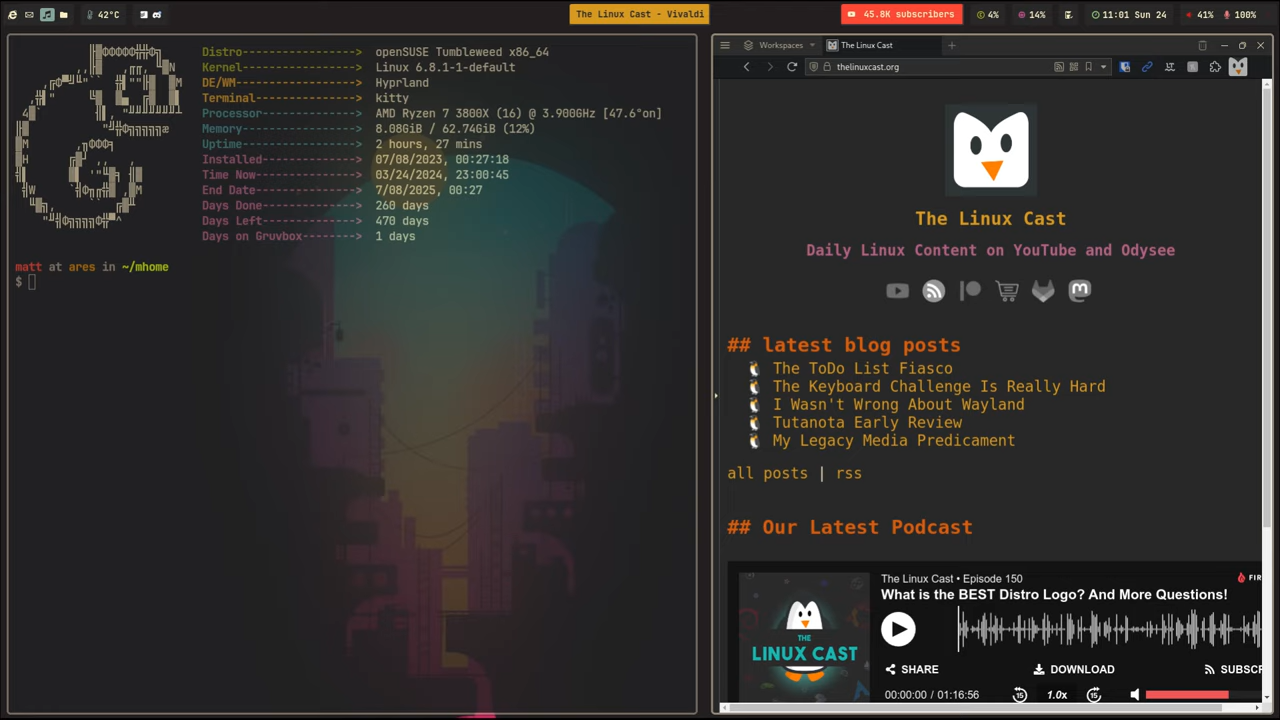 42°C
The Linux Cast - Vivaldi
45.8K subscribers
4%
14%
11:01 Sun 24
41%
100%
Distro------------------> openSUSE Tumbleweed x86_64
Kernel------------------> Linux 6.8.1-1-default
DE/WM-------------------> Hyprland
Terminal----------------> kitty
Processor---------------> AMD Ryzen 7 3800X (16) @ 3.900GHz [47.6°on]
Memory------------------> 8.08GiB / 62.74GiB (12%)
Uptime------------------> 2 hours, 27 mins
Installed---------------> 07/08/2023, 00:27:18
Time Now----------------> 03/24/2024, 23:00:45
End Date----------------> 7/08/2025, 00:27
Days Done---------------> 260 days
Days Left---------------> 470 days
Days on Gruvbox---------> 1 days
matt at ares in ~/mhome
$
Workspaces
The Linux Cast
thelinuxcast.org
The Linux Cast
Daily Linux Content on YouTube and Odysee
## latest blog posts
The ToDo List Fiasco
The Keyboard Challenge Is Really Hard
I Wasn't Wrong About Wayland
Tutanota Early Review
My Legacy Media Predicament
all posts | rss
## Our Latest Podcast
The Linux Cast • Episode 150
FIR
What is the BEST Distro Logo? And More Questions!
THE
LINUX CAST
SHARE
DOWNLOAD
SUBSC
00:00:00 / 01:16:56
15
1.0x
15